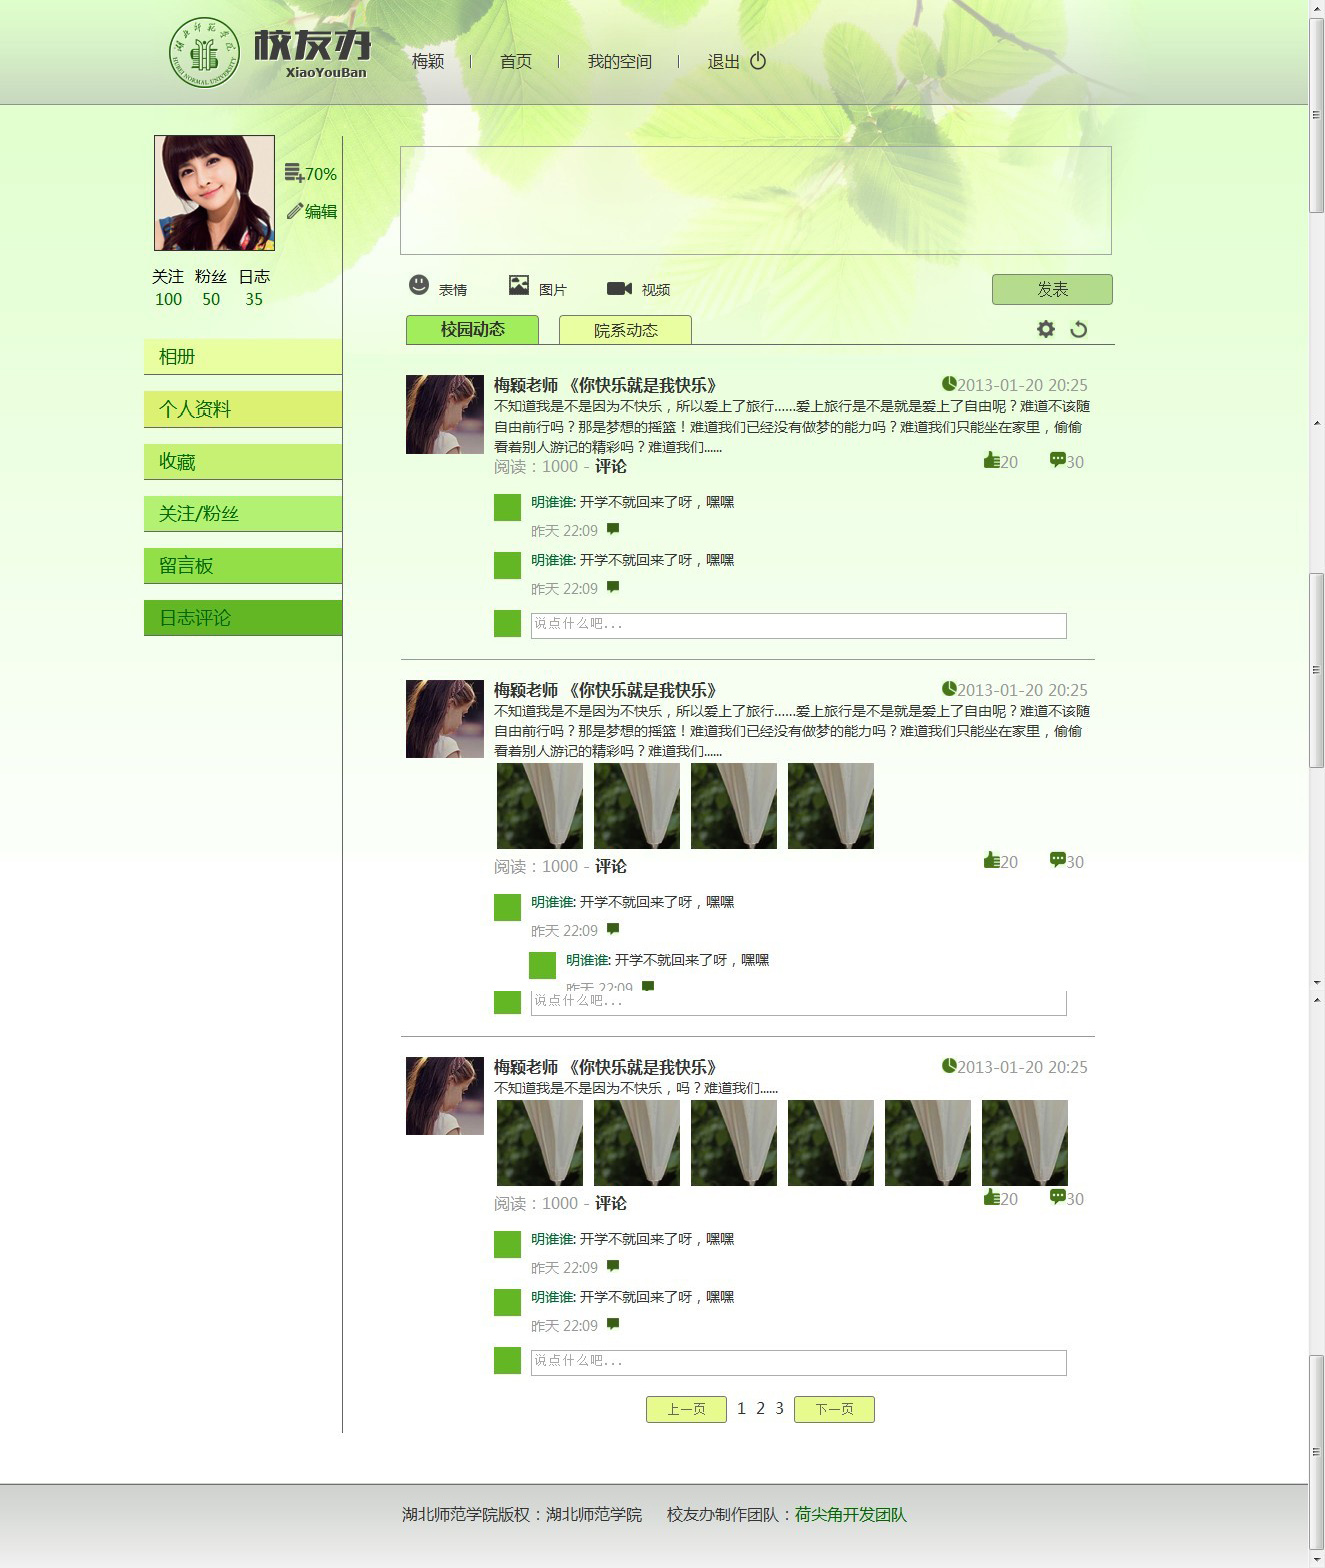 湖北师范学院
HUBEI NORMAL UNIVERSITY
校友办
XiaoYouBan
梅颖 | 首页 | 我的空间 | 退出
70%
编辑
关注 粉丝 日志
100 50 35
相册
个人资料
收藏
关注/粉丝
留言板
日志评论
表情 图片 视频 发表
校园动态 院系动态
梅颖老师 《你快乐就是我快乐》 2013-01-20 20:25
不知道我是不是因为不快乐，所以爱上了旅行......爱上旅行是不是就是爱上了自由呢？难道不该随
自由前行吗？那是梦想的摇篮！难道我们已经没有做梦的能力吗？难道我们只能坐在家里，偷偷
看着别人游记的精彩吗？难道我们......
阅读：1000 - 评论 20 30
明谁谁: 开学不就回来了呀，嘿嘿
昨天 22:09
明谁谁: 开学不就回来了呀，嘿嘿
昨天 22:09
说点什么吧...
梅颖老师 《你快乐就是我快乐》 2013-01-20 20:25
不知道我是不是因为不快乐，所以爱上了旅行......爱上旅行是不是就是爱上了自由呢？难道不该随
自由前行吗？那是梦想的摇篮！难道我们已经没有做梦的能力吗？难道我们只能坐在家里，偷偷
看着别人游记的精彩吗？难道我们......
阅读：1000 - 评论 20 30
明谁谁: 开学不就回来了呀，嘿嘿
昨天 22:09
明谁谁: 开学不就回来了呀，嘿嘿
昨天 22:09
说点什么吧...
梅颖老师 《你快乐就是我快乐》 2013-01-20 20:25
不知道我是不是因为不快乐，吗？难道我们......
阅读：1000 - 评论 20 30
明谁谁: 开学不就回来了呀，嘿嘿
昨天 22:09
明谁谁: 开学不就回来了呀，嘿嘿
昨天 22:09
说点什么吧...
上一页 1 2 3 下一页
湖北师范学院版权：湖北师范学院 校友办制作团队：荷尖角开发团队